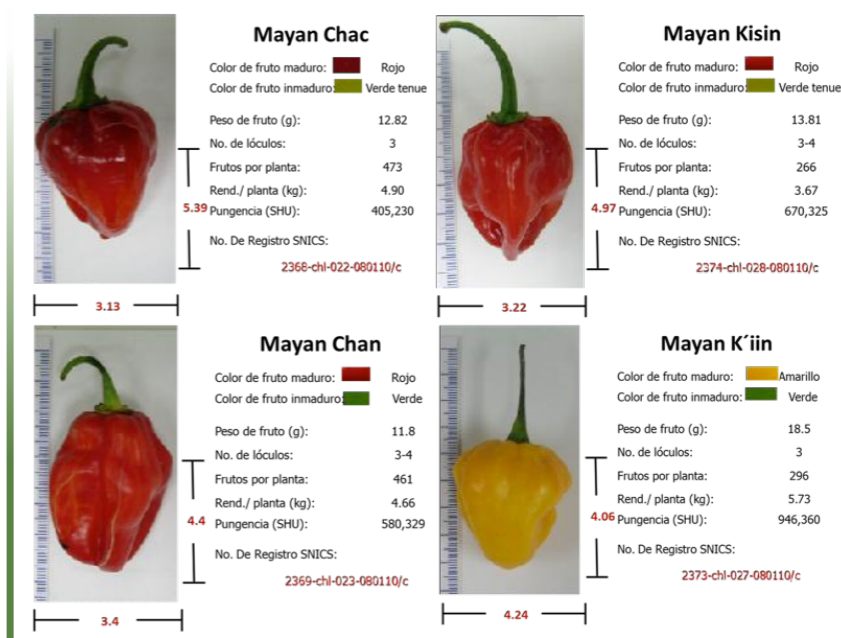 Mayan Chac
Color de fruto maduro: Rojo
Color de fruto inmaduro: Verde tenue
Peso de fruto (g): 12.82
No. de lóculos: 3
Frutos por planta: 473
Rend./ planta (kg): 4.90
5.39
Pungencia (SHU): 405,230
No. De Registro SNICS:
2368-chl-022-080110/c
3.13
Mayan Kisin
Color de fruto maduro: Rojo
Color de fruto inmaduro: Verde tenue
Peso de fruto (g): 13.81
No. de lóculos: 3-4
Frutos por planta: 266
Rend./ planta (kg): 3.67
4.97
Pungencia (SHU): 670,325
No. De Registro SNICS:
2374-chl-028-080110/c
3.22
Mayan Chan
Color de fruto maduro: Rojo
Color de fruto inmaduro: Verde
Peso de fruto (g): 11.8
No. de lóculos: 3-4
Frutos por planta: 461
Rend./ planta (kg): 4.66
4.4
Pungencia (SHU): 580,329
No. De Registro SNICS:
2369-chl-023-080110/c
3.4
Mayan K´iin
Color de fruto maduro: Amarillo
Color de fruto inmaduro: Verde
Peso de fruto (g): 18.5
No. de lóculos: 3
Frutos por planta: 296
Rend./ planta (kg): 5.73
4.06
Pungencia (SHU): 946,360
No. De Registro SNICS:
2373-chl-027-080110/c
4.24